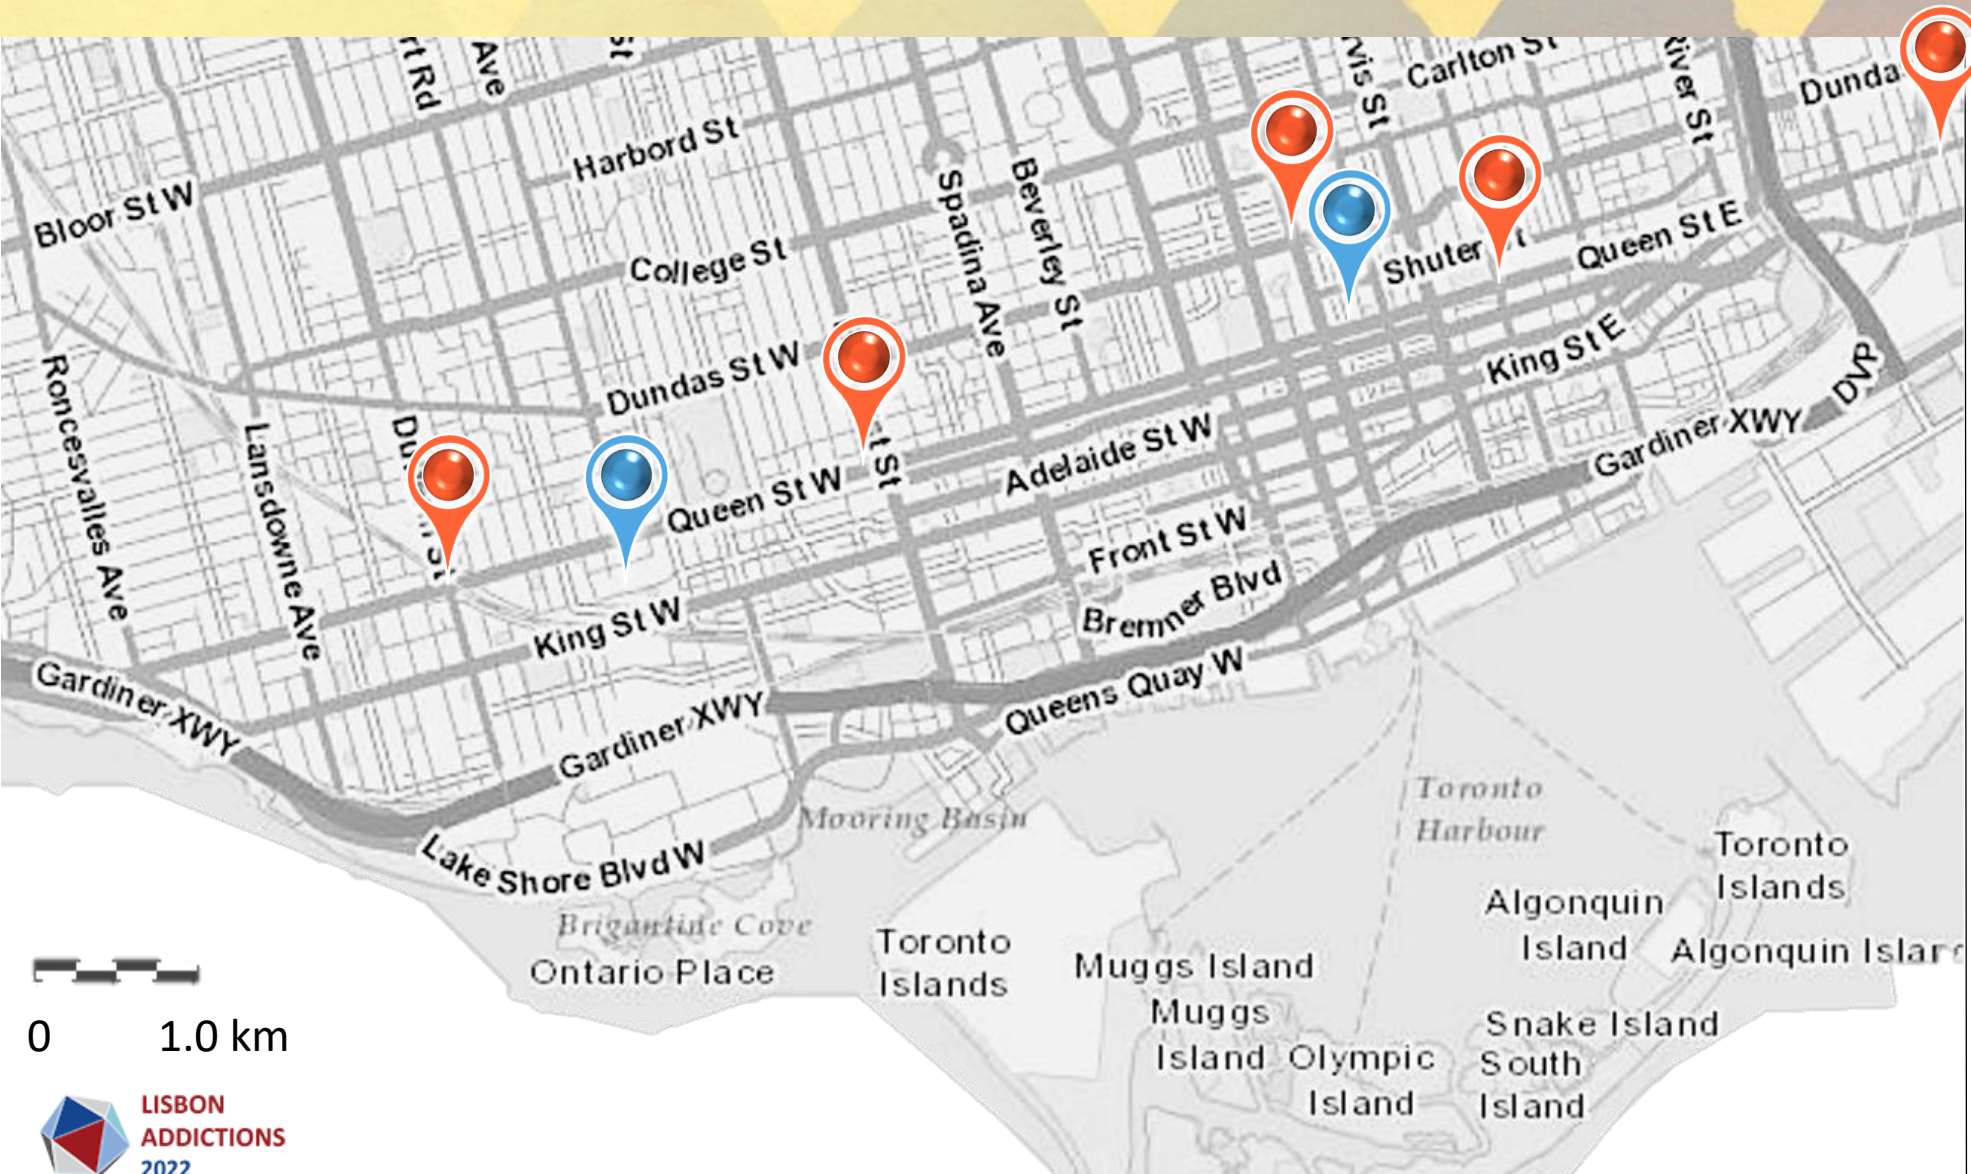 Ave
St
Carlton St
Harbord St
Bloor St W
College St
Spadina Ave
Beverley St
Shuter
Queen St E
Dundas St W
King St E
DVP
Roncesvalles Ave
Lansdowne Ave
Queen St W
Adelaide St W
Gardiner XWY
Front St W
Bremner Blvd
King St W
Gardiner XWY
Gardiner XWY
Queens Quay W
Lake Shore Blvd W
Mooring Basin
Toronto
Harbour
Toronto
Islands
Brigantine Cove
Ontario Place
Toronto
Islands
Muggs Island
Muggs
Island
Olympic
Island
Algonquin
Island
Snake Island
South
Island
River St
0 1.0 km
LISBON
ADDICTIONS
2022